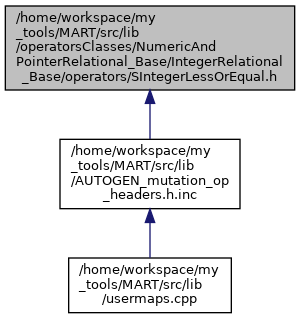 /home/workspace/my
_tools/MART/src/lib
/operatorsClasses/NumericAnd
PointerRelational_Base/IntegerRelational
_Base/operators/SIntegerLessOrEqual.h
/home/workspace/my
_tools/MART/src/lib
/AUTOGEN_mutation_op
_headers.h.inc
/home/workspace/my
_tools/MART/src/lib
/usermaps.cpp